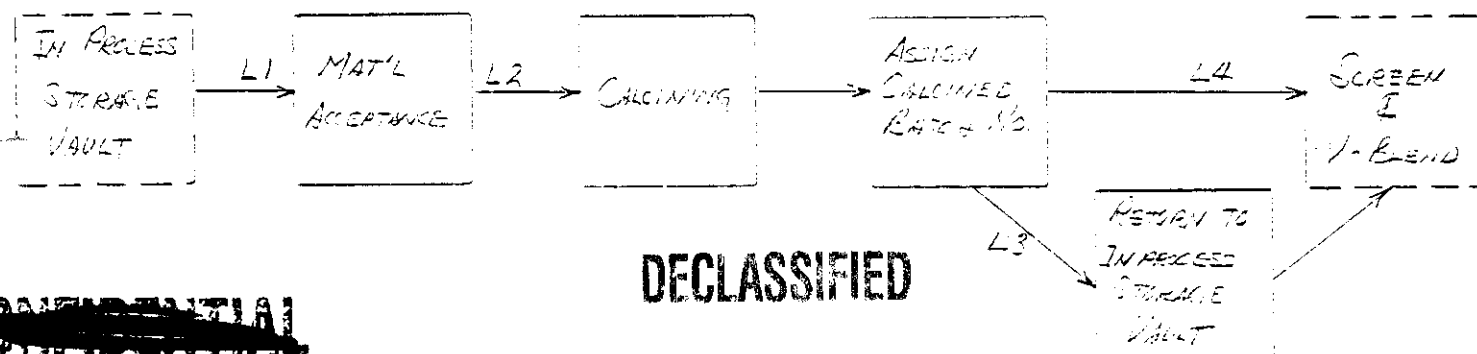 IN PROCESS
STORAGE
VAULT
L1
MAT'L
ACCEPTANCE
L2
CALCINING
ASSIGN
CALCINED
BATCH NO.
L4
SCREEN
V-BLEND
L3
RETURN TO
INPROCESS
STORAGE
VAULT
DECLASSIFIED
CONFIDENTIAL